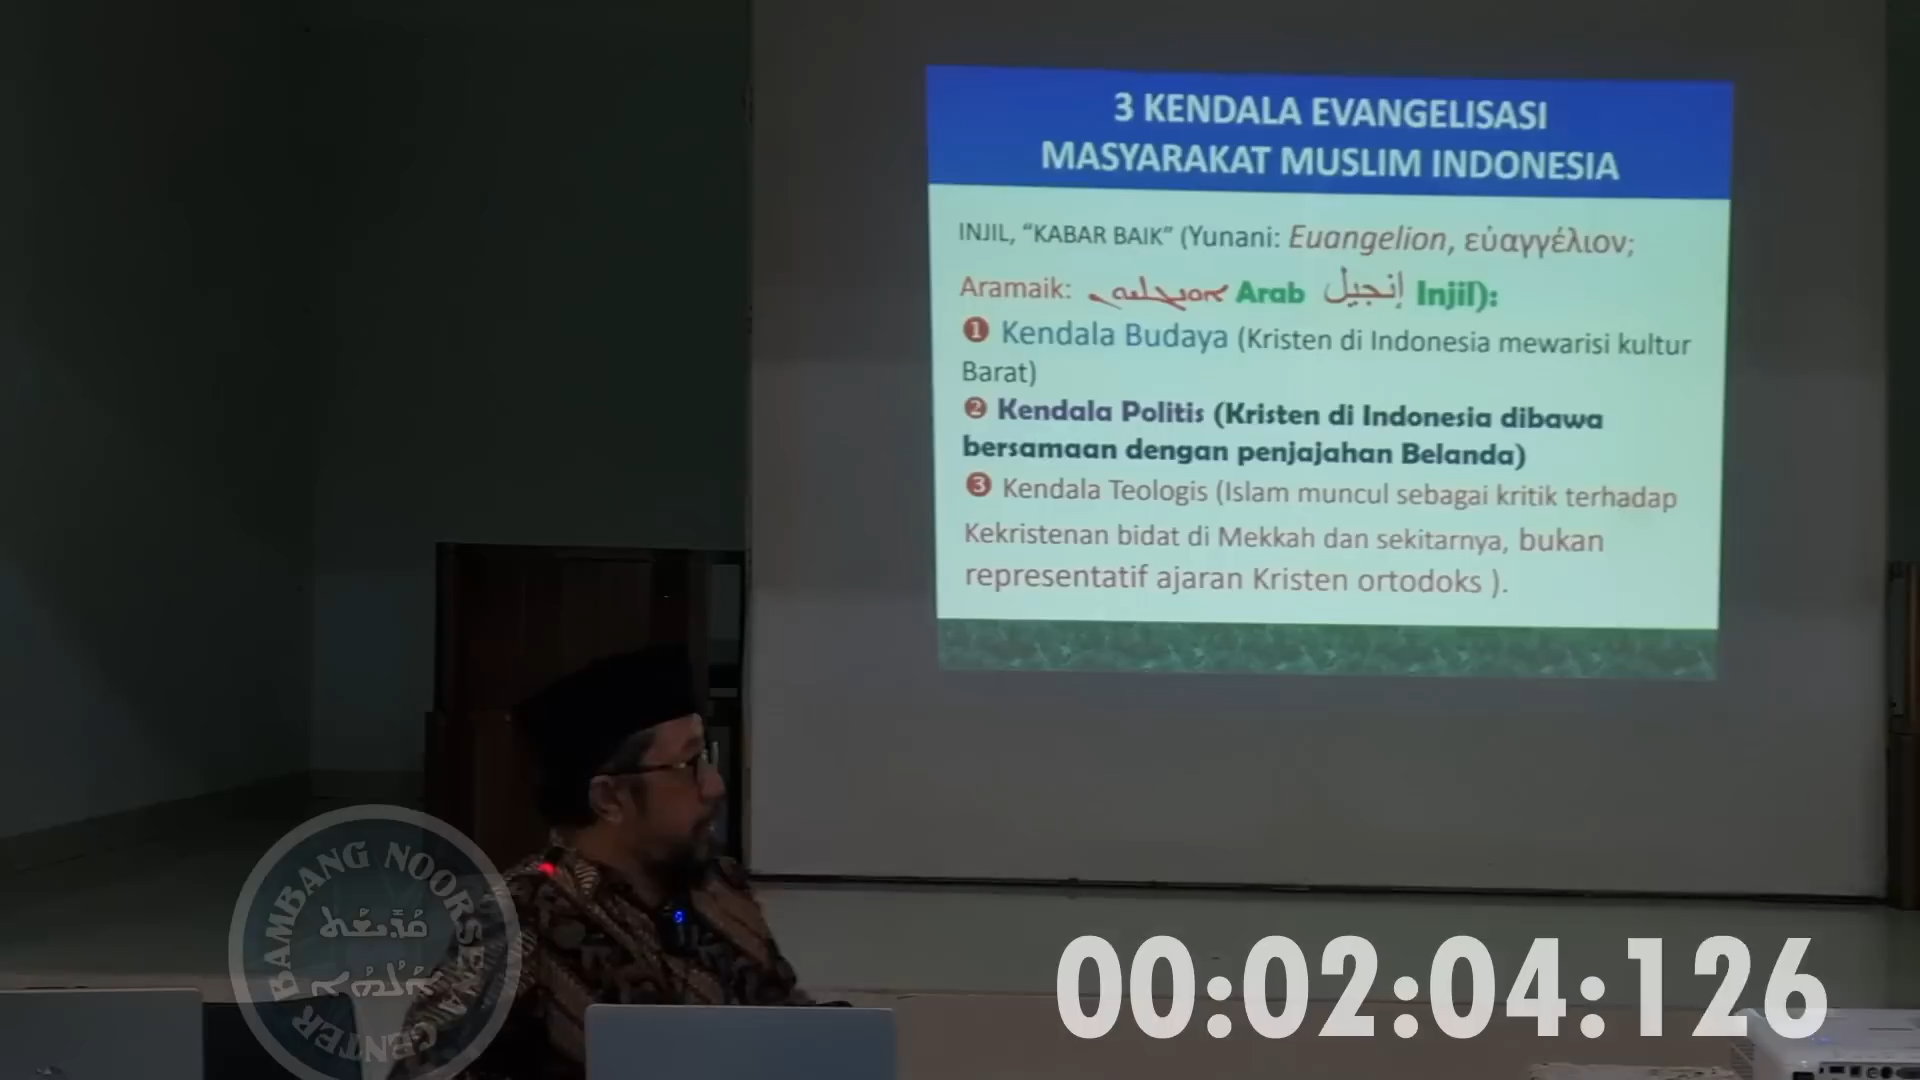 3 KENDALA EVANGELISASI
MASYARAKAT MUSLIM INDONESIA
INJIL, “KABAR BAIK” (Yunani: Euangelion, εὐαγγέλιον;
Aramaik: Arab إنجيل Injil):
❶ Kendala Budaya (Kristen di Indonesia mewarisi kultur
Barat)
❷ Kendala Politis (Kristen di Indonesia dibawa
bersamaan dengan penjajahan Belanda)
❸ Kendala Teologis (Islam muncul sebagai kritik terhadap
Kekristenan bidat di Mekkah dan sekitarnya, bukan
representatif ajaran Kristen ortodoks ).
BAMBANG NOORSENA CENTER
00:02:04:126